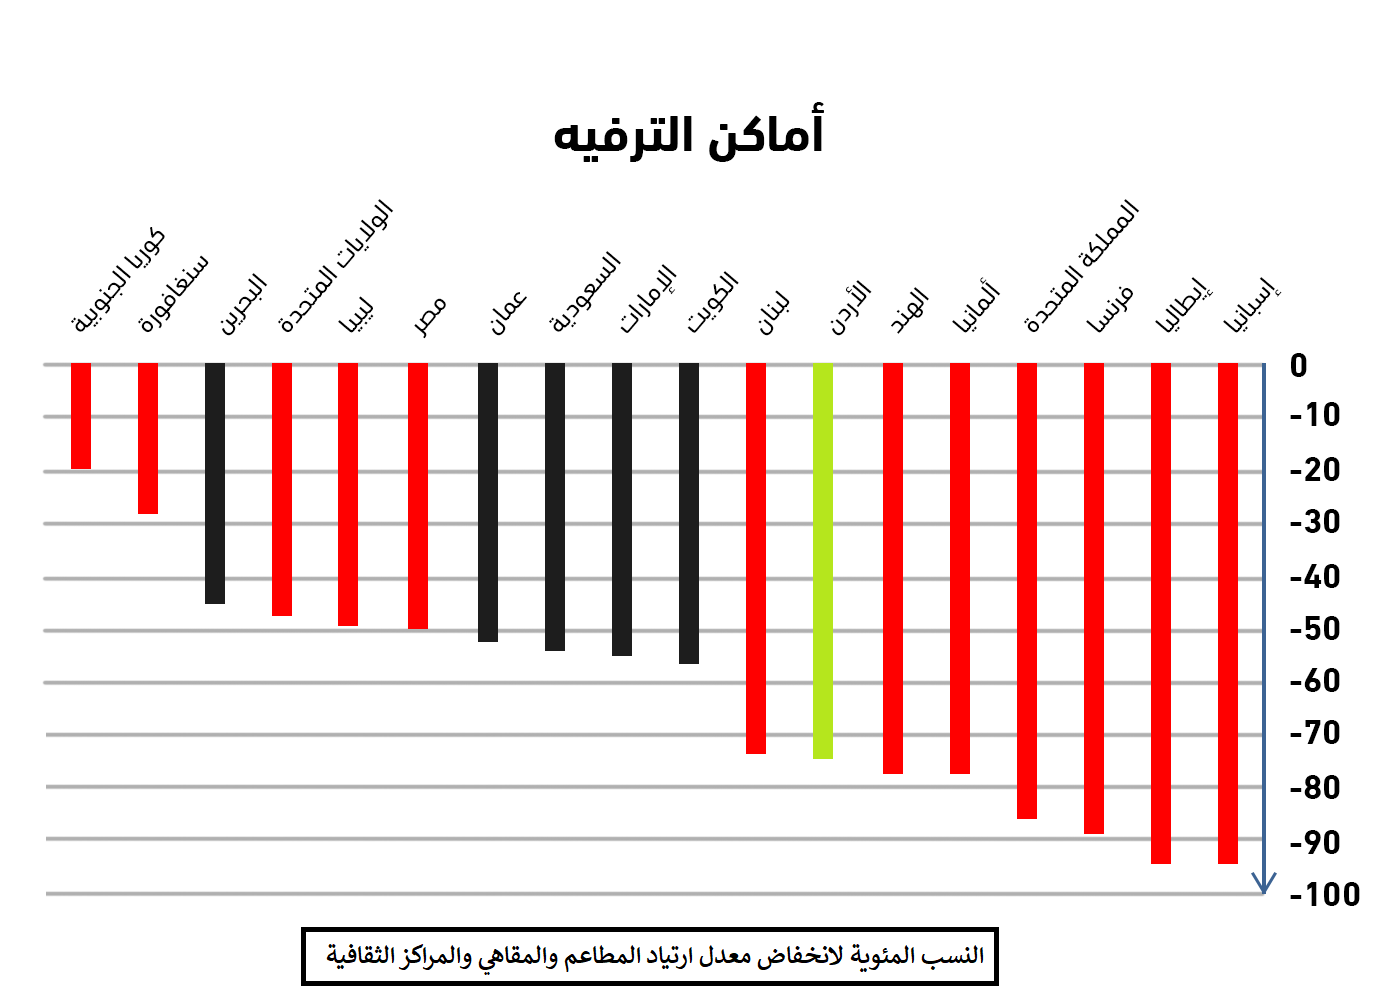 أماكن الترفيه
كوريا الجنوبية
سنغافورة
البحرين
الولايات المتحدة
ليبيا
مصر
عمان
السعودية
الإمارات
الكويت
لبنان
الأردن
الهند
ألمانيا
المملكة المتحدة
فرنسا
إيطاليا
إسبانيا
0
-10
-20
-30
-40
-50
-60
-70
-80
-90
-100
النسب المئوية لانخفاض معدل ارتياد المطاعم والمقاهي والمراكز الثقافية